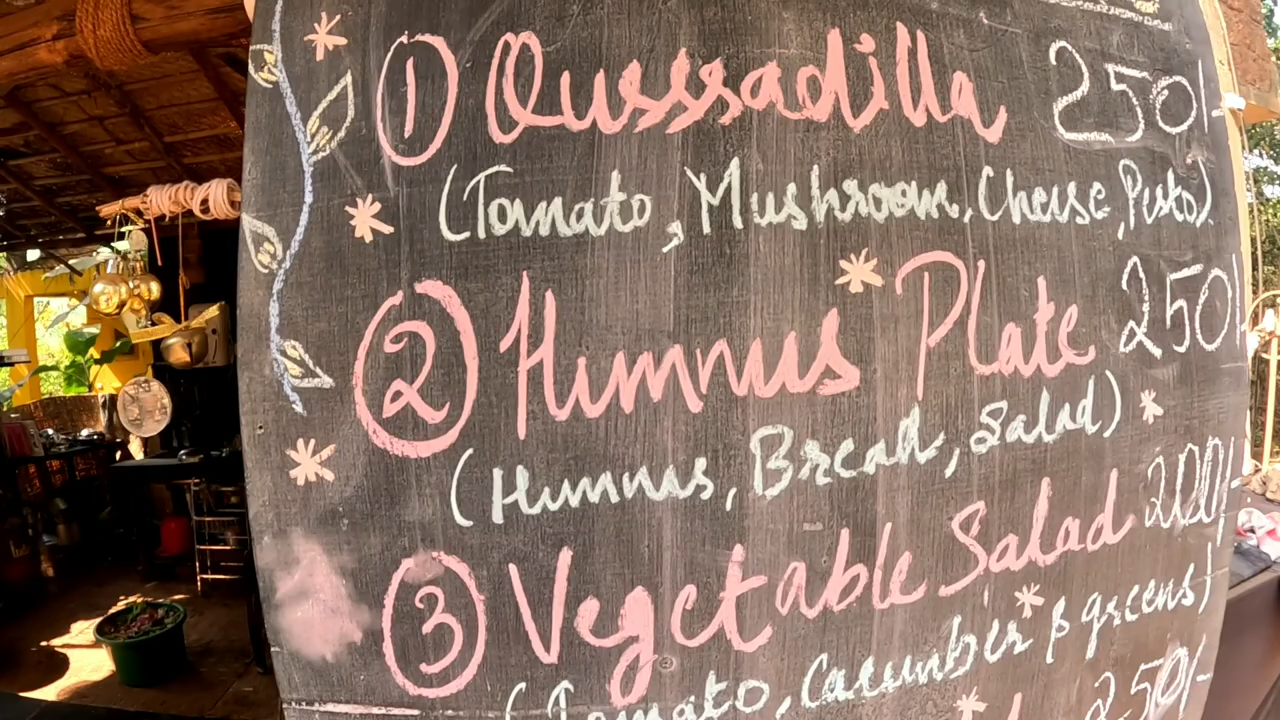 ① Quesssadilla 250/-
(Tomato, Mushroom, Cheese, Pesto)
② Hummus Plate 250/-
(Hummus, Bread, Salad)
③ Vegetable Salad 200/-
(Tomato, Cucumber & greens)
250/-